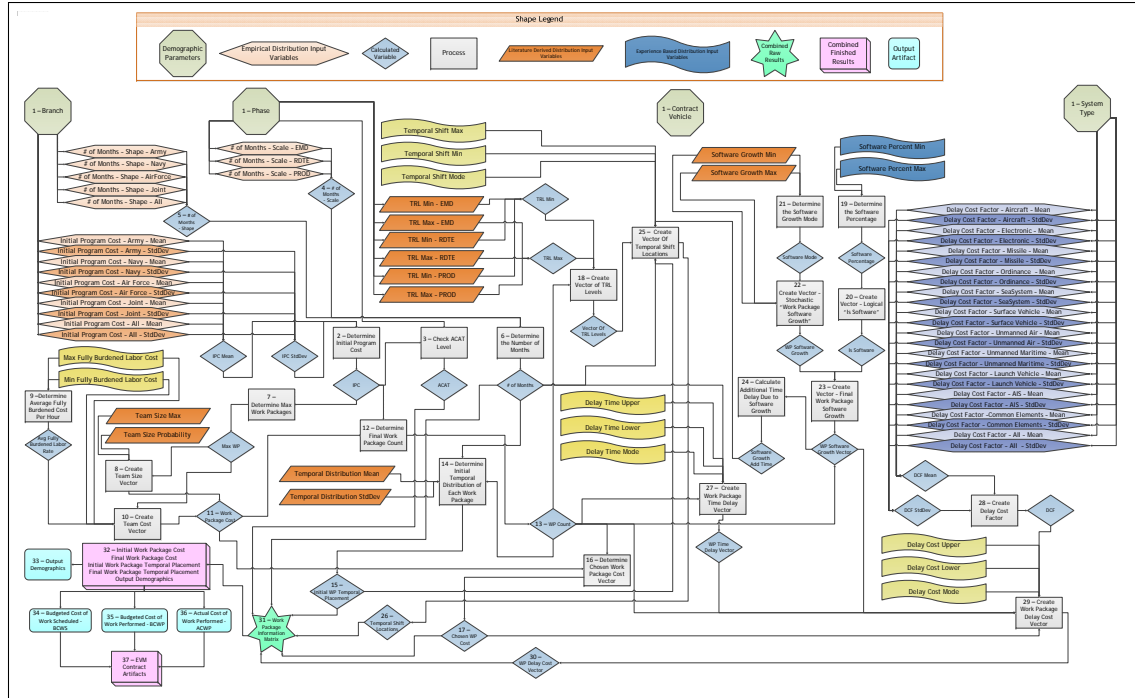 Shape Legend
Demographic
Parameters
Empirical Distribution Input
Variables
Calculated
Variable
Process
Literature Derived Distribution Input
Variables
Experience Based Distribution Input
Variables
Combined
Raw
Results
Combined
Finished
Results
Output
Artifact
1 – Branch
1 – Phase
1 – Contract
Vehicle
1 – System
Type
# of Months - Shape - Army
# of Months - Shape - Navy
# of Months - Shape - AirForce
# of Months - Shape - Joint
# of Months - Shape - All
5 – # of
Months
- Shape
# of Months - Scale - EMD
# of Months - Scale - RDTE
# of Months - Scale - PROD
4 – # of
Months
- Scale
Temporal Shift Max
Temporal Shift Min
Temporal Shift Mode
TRL Min - EMD
TRL Max - EMD
TRL Min - RDTE
TRL Max - RDTE
TRL Min - PROD
TRL Max - PROD
TRL Min
TRL Max
18 – Create
Vector of TRL
Levels
Vector Of
TRL Levels
25 – Create
Vector Of
Temporal Shift
Locations
Software Growth Min
Software Growth Max
Software Percent Min
Software Percent Max
21 – Determine
the Software
Growth Mode
19 – Determine
the Software
Percentage
Software Mode
Software
Percentage
22 –
Create Vector -
Stochastic
"Work Package
Software
Growth"
20 – Create
Vector - Logical
"Is Software"
WP Software
Growth
Is Software
24 – Calculate
Additional Time
Delay Due to
Software
Growth
23 – Create
Vector - Final
Work Package
Software Growth
Software
Growth
Add Time
WP Software
Growth Vector
Initial Program Cost - Army - Mean
Initial Program Cost - Army - StdDev
Initial Program Cost - Navy - Mean
Initial Program Cost - Navy - StdDev
Initial Program Cost - Air Force - Mean
Initial Program Cost - Air Force - StdDev
Initial Program Cost - Joint - Mean
Initial Program Cost - Joint - StdDev
Initial Program Cost - All - Mean
Initial Program Cost - All - StdDev
IPC Mean
IPC StdDev
2 – Determine
Initial Program
Cost
3 – Check ACAT
Level
6 – Determine
the Number of
Months
IPC
ACAT
# of Months
Max Fully Burdened Labor Cost
Min Fully Burdened Labor Cost
9 –Determine
Average Fully
Burdened Cost
Per Hour
Avg Fully
Burdened Labor
Rate
Team Size Max
Team Size Probability
7 –
Determine Max
Work Packages
Max WP
8 – Create
Team Size
Vector
10 – Create
Team Cost
Vector
11 – Work
Package Cost
12 – Determine
Final Work
Package Count
Temporal Distribution Mean
Temporal Distribution StdDev
14 – Determine
Initial
Temporal
Distribution of
Each Work
Package
Delay Time Upper
Delay Time Lower
Delay Time Mode
27 – Create
Work Package
Time Delay
Vector
13 – WP Count
WP Time
Delay Vector
16 – Determine
Chosen Work
Package Cost
Vector
15 –
Initial WP Temporal
Placement
26 –
Temporal Shift
Locations
17 –
Chosen WP
Cost
30 –
WP Delay Cost
Vector
31 – Work
Package
Information
Matrix
Delay Cost Factor - Aircraft - Mean
Delay Cost Factor - Aircraft - StdDev
Delay Cost Factor - Electronic - Mean
Delay Cost Factor - Electronic - StdDev
Delay Cost Factor - Missile - Mean
Delay Cost Factor - Missile - StdDev
Delay Cost Factor - Ordinance - Mean
Delay Cost Factor - Ordinance - StdDev
Delay Cost Factor - SeaSystem - Mean
Delay Cost Factor - SeaSystem - StdDev
Delay Cost Factor - Surface Vehicle - Mean
Delay Cost Factor - Surface Vehicle - StdDev
Delay Cost Factor - Unmanned Air - Mean
Delay Cost Factor - Unmanned Air - StdDev
Delay Cost Factor - Unmanned Maritime - Mean
Delay Cost Factor - Unmanned Maritime - StdDev
Delay Cost Factor - Launch Vehicle - Mean
Delay Cost Factor - Launch Vehicle - StdDev
Delay Cost Factor - AIS - Mean
Delay Cost Factor - AIS - StdDev
Delay Cost Factor -Common Elements - Mean
Delay Cost Factor - Common Elements - StdDev
Delay Cost Factor - All - Mean
Delay Cost Factor - All - StdDev
DCF Mean
DCF StdDev
28 – Create
Delay Cost
Factor
DCF
Delay Cost Upper
Delay Cost Lower
Delay Cost Mode
29 – Create
Work Package
Delay Cost
Vector
33 – Output
Demographics
32 – Initial Work Package Cost
Final Work Package Cost
Initial Work Package Temporal Placement
Final Work Package Temporal Placement
Output Demographics
34 – Budgeted Cost of
Work Scheduled - BCWS
35 – Budgeted Cost of
Work Performed - BCWP
36 – Actual Cost of
Work Performed - ACWP
37 – EVM
Contract
Artifacts